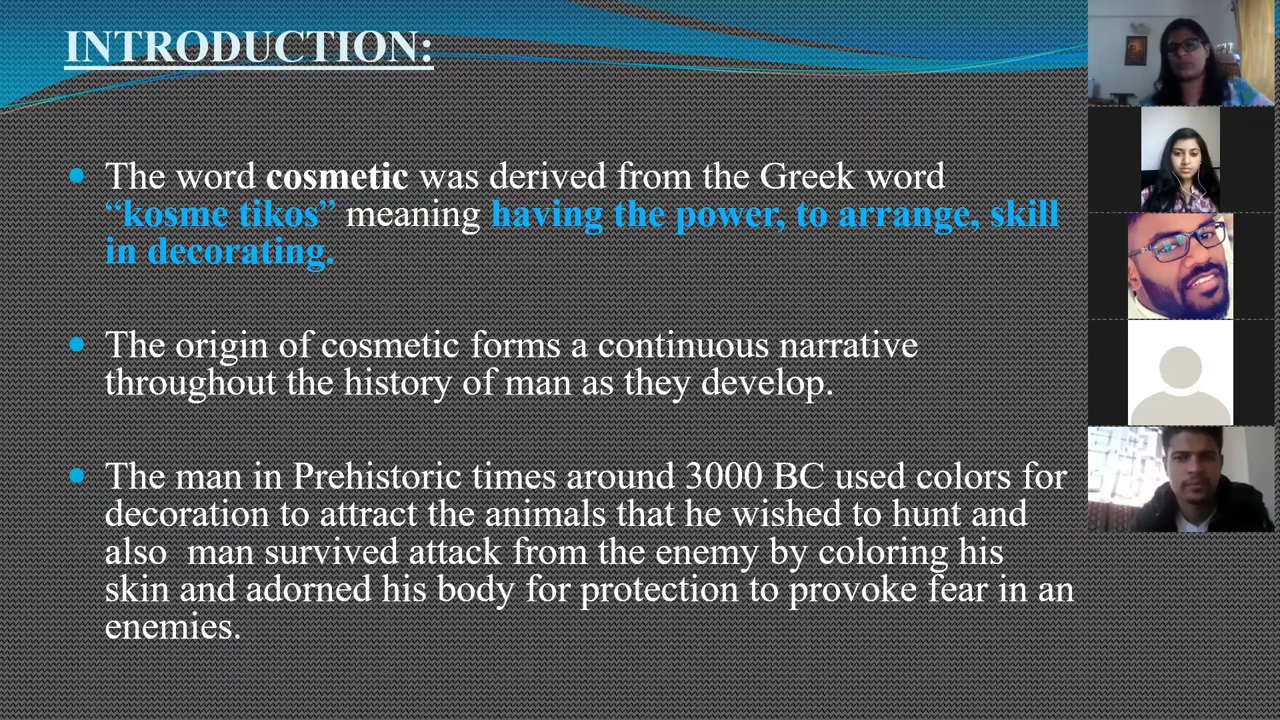 INTRODUCTION:
The word cosmetic was derived from the Greek word
“kosme tikos” meaning having the power, to arrange, skill
in decorating.
The origin of cosmetic forms a continuous narrative
throughout the history of man as they develop.
The man in Prehistoric times around 3000 BC used colors for
decoration to attract the animals that he wished to hunt and
also  man survived attack from the enemy by coloring his
skin and adorned his body for protection to provoke fear in an
enemies.